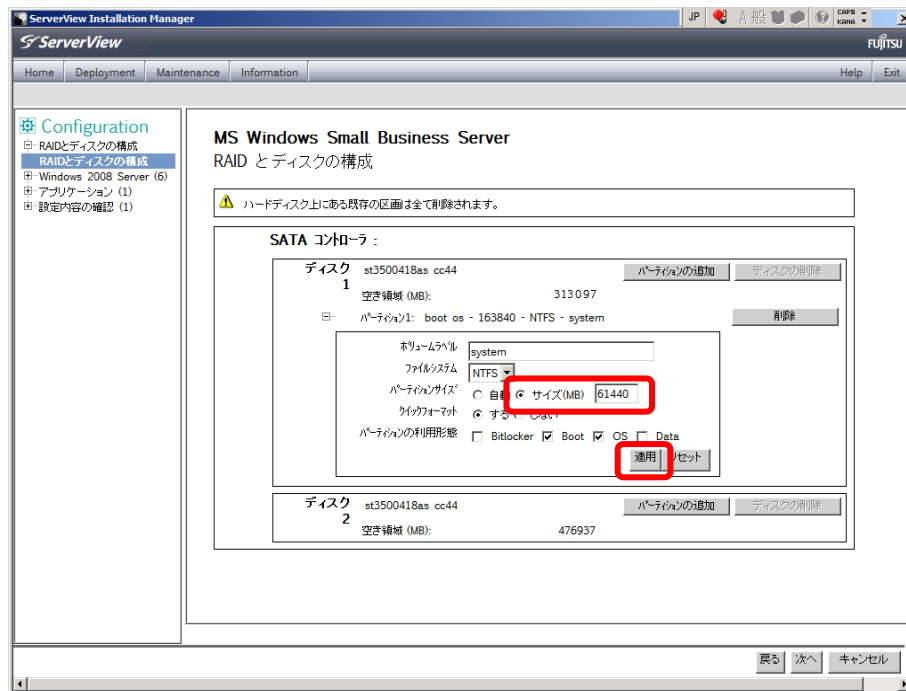 ServerView Installation Manager
JP A 般 CAPS KANA
ServerView
FUJITSU
Home Deployment Maintenance Information Help Exit
Configuration
RAIDとディスクの構成
RAIDとディスクの構成
Windows 2008 Server (6)
アプリケーション (1)
設定内容の確認 (1)
MS Windows Small Business Server
RAID とディスクの構成
ハードディスク上にある既存の区画は全て削除されます。
SATA コントローラ :
ディスク 1 st3500418as cc44 パーティションの追加 ディスクの削除
空き領域 (MB): 313097
パーティション1: boot os - 163840 - NTFS - system 削除
ボリュームラベル system
ファイルシステム NTFS
パーティションサイズ 自動 サイズ(MB) 61440
クイックフォーマット する しない
パーティションの利用形態 Bitlocker Boot OS Data
適用 リセット
ディスク 2 st3500418as cc44 パーティションの追加 ディスクの削除
空き領域 (MB): 476937
戻る 次へ キャンセル